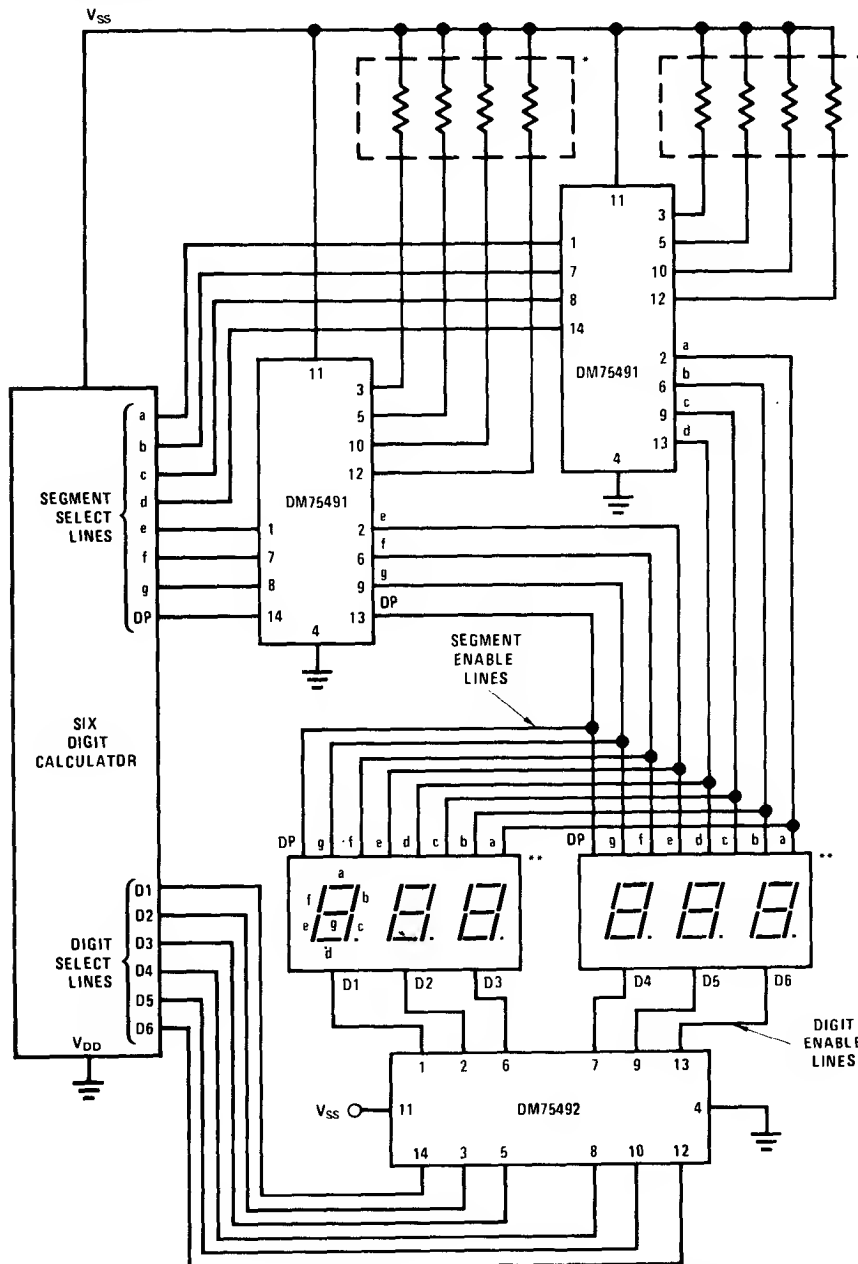 VSS
*
11
3
1
5
7
10
8
12
14
DM75491
a
2
b
6
c
9
d
13
4
11
3
5
10
12
DM75491
1
7
8
14
e
2
f
6
g
9
DP
13
4
SEGMENT
SELECT
LINES
a
b
c
d
e
f
g
DP
SIX
DIGIT
CALCULATOR
SEGMENT
ENABLE
LINES
DP g f e d c b a
**
DP g f e d c b a
**
a
f b
g
e c
d
D1 D2 D3
D4 D5 D6
DIGIT
SELECT
LINES
D1
D2
D3
D4
D5
D6
VDD
DIGIT
ENABLE
LINES
1 2 6 7 9 13
VSS
11
DM75492
4
14 3 5 8 10 12